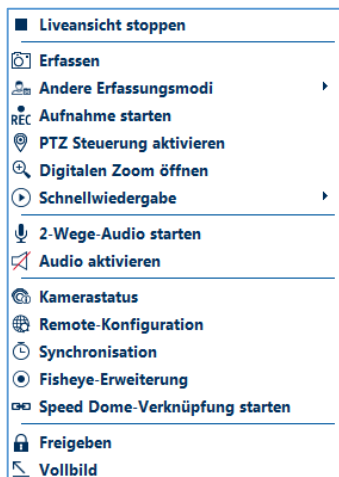 Liveansicht stoppen
Erfassen
Andere Erfassungsmodi
REC Aufnahme starten
PTZ Steuerung aktivieren
Digitalen Zoom öffnen
Schnellwiedergabe
2-Wege-Audio starten
Audio aktivieren
Kamerastatus
Remote-Konfiguration
Synchronisation
Fisheye-Erweiterung
Speed Dome-Verknüpfung starten
Freigeben
Vollbild